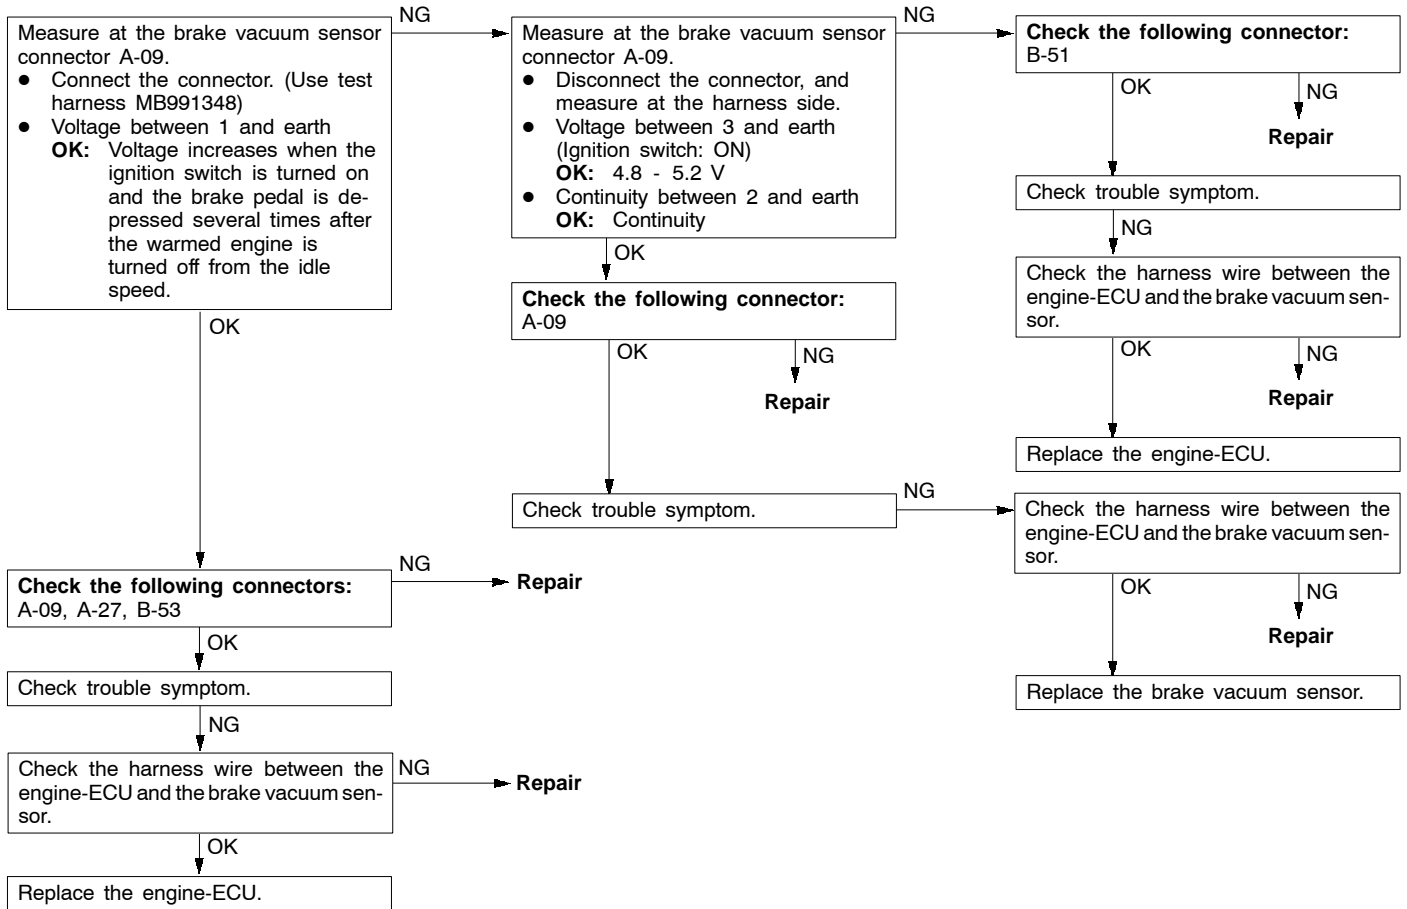 Measure at the brake vacuum sensor
connector A-09.
● Connect the connector. (Use test
harness MB991348)
● Voltage between 1 and earth
OK: Voltage increases when the
ignition switch is turned on
and the brake pedal is de-
pressed several times after
the warmed engine is
turned off from the idle
speed.
NG
OK
Check the following connectors:
A-09, A-27, B-53
NG
Repair
OK
Check trouble symptom.
NG
Check the harness wire between the
engine-ECU and the brake vacuum sen-
sor.
NG
Repair
OK
Replace the engine-ECU.
Measure at the brake vacuum sensor
connector A-09.
● Disconnect the connector, and
measure at the harness side.
● Voltage between 3 and earth
(Ignition switch: ON)
OK: 4.8 - 5.2 V
● Continuity between 2 and earth
OK: Continuity
NG
OK
Check the following connector:
A-09
OK
NG
Repair
Check trouble symptom.
NG
Check the following connector:
B-51
OK
NG
Repair
Check trouble symptom.
NG
Check the harness wire between the
engine-ECU and the brake vacuum sen-
sor.
OK
NG
Repair
Replace the engine-ECU.
Check the harness wire between the
engine-ECU and the brake vacuum sen-
sor.
OK
NG
Repair
Replace the brake vacuum sensor.